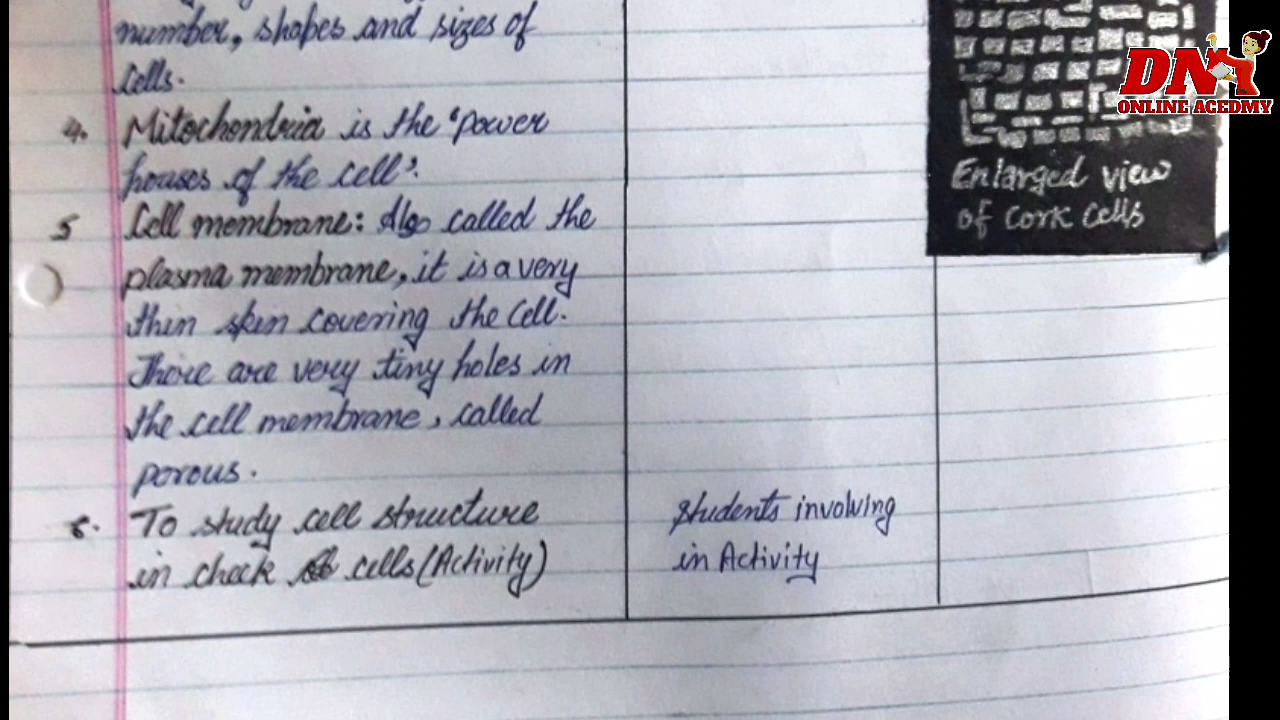 number, shapes and sizes of
cells.
4. Mitochondria is the 'power
houses of the cell'.
5 Cell membrane: Also called the
plasma membrane, it is a very
thin skin covering the cell.
There are very tiny holes in
the cell membrane, called
porous.
6. To study cell structure
in cheek cells (Activity)
students involving
in Activity
Enlarged view
of cork cells
DNA
ONLINE ACEDMY